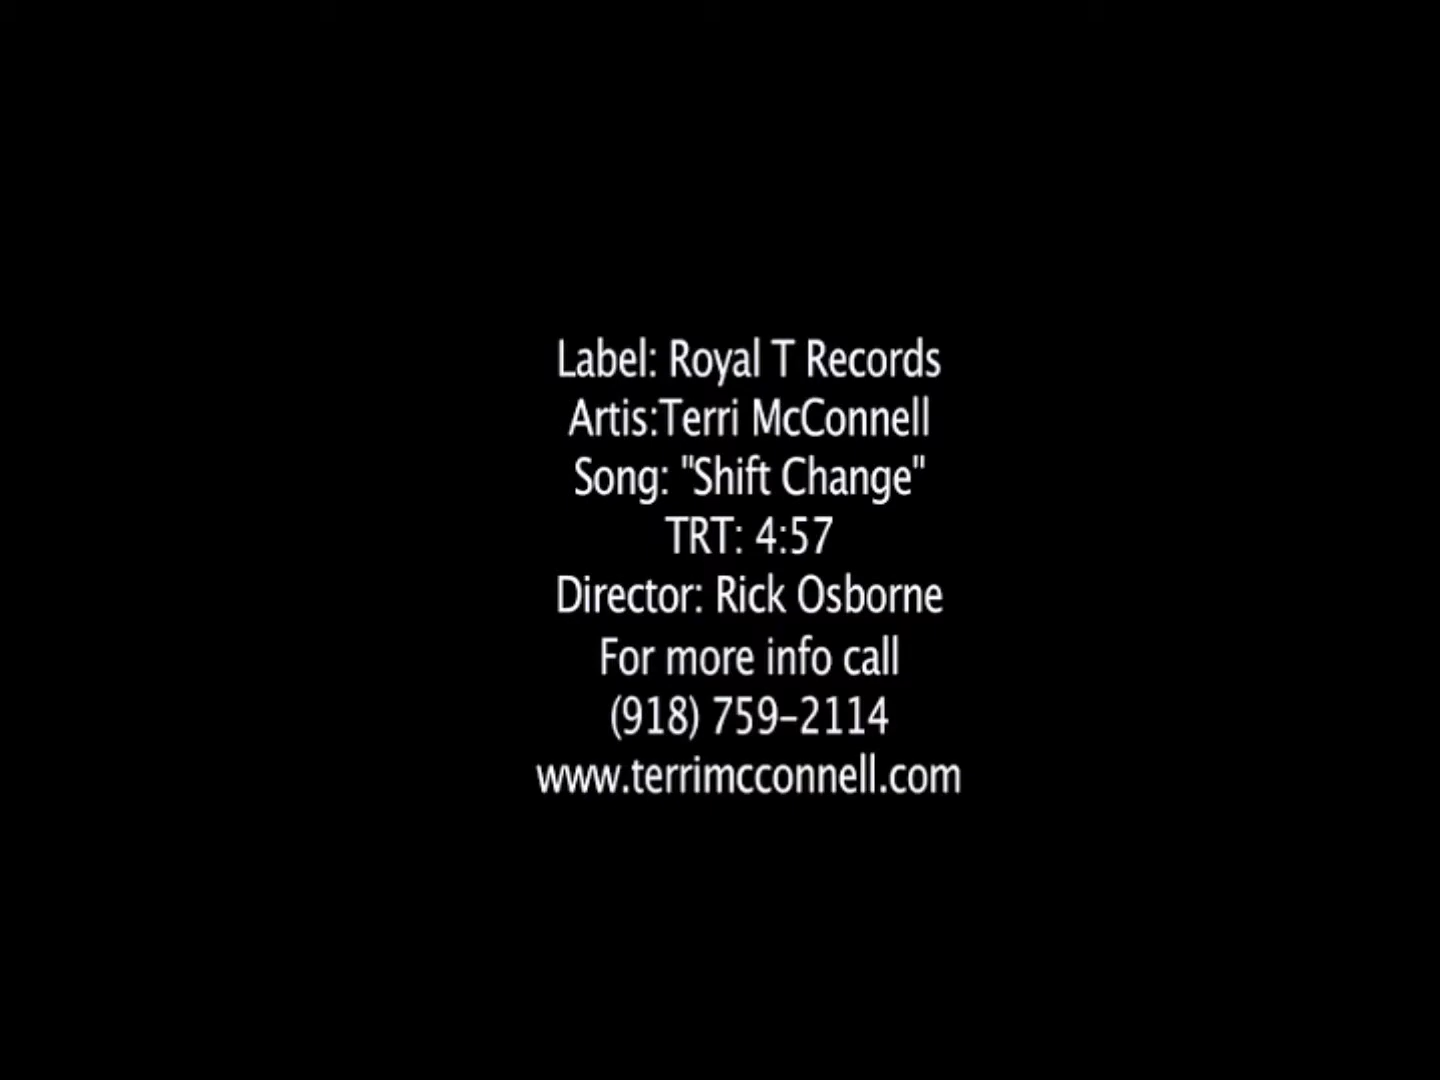 Label: Royal T Records
Artis:Terri McConnell
Song: "Shift Change"
TRT: 4:57
Director: Rick Osborne
For more info call
(918) 759-2114
www.terrimcconnell.com